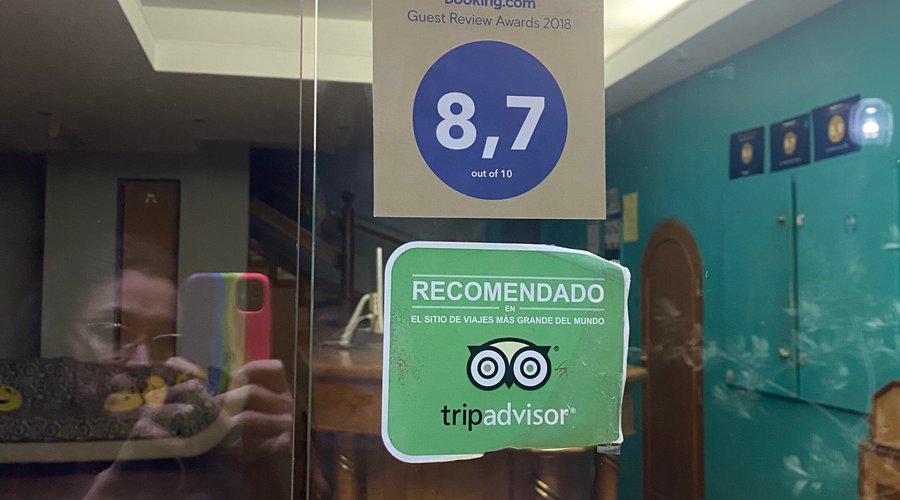 Booking.com
Guest Review Awards 2018
8,7
out of 10
RECOMENDADO
EN
EL SITIO DE VIAJES MÁS GRANDE DEL MUNDO
tripadvisor®